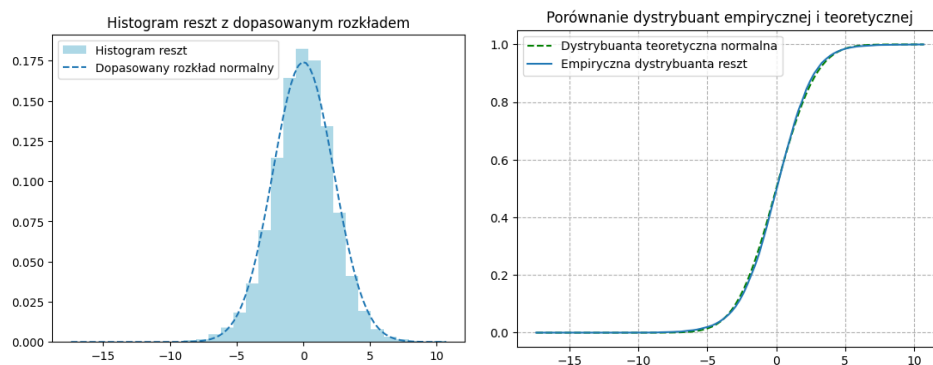 Histogram reszt z dopasowanym rozkładem
Histogram reszt
Dopasowany rozkład normalny
0.175
0.150
0.125
0.100
0.075
0.050
0.025
0.000
−15 −10 −5 0 5 10
Porównanie dystrybuant empirycznej i teoretycznej
Dystrybuanta teoretyczna normalna
Empiryczna dystrybuanta reszt
1.0
0.8
0.6
0.4
0.2
0.0
−15 −10 −5 0 5 10